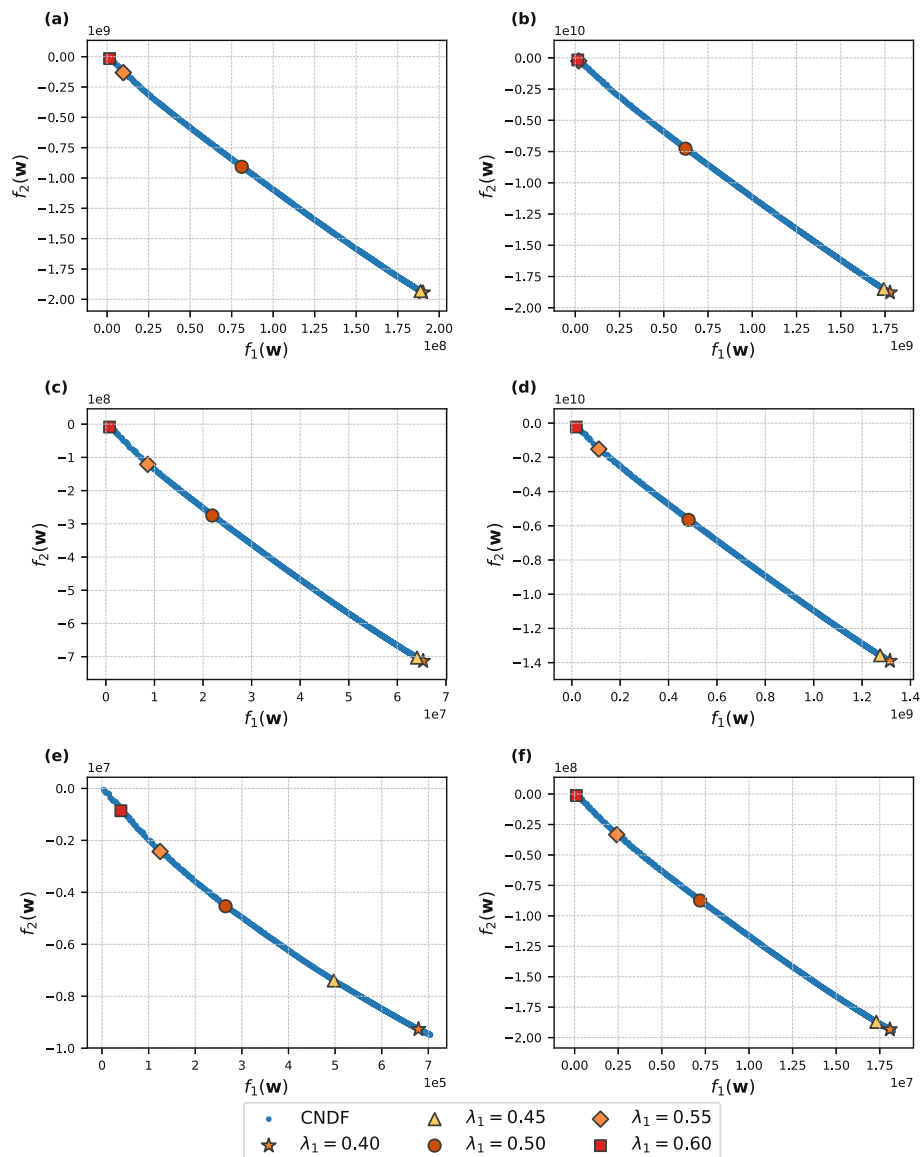 (a)
1e9
0.00
−0.25
−0.50
−0.75
−1.00
−1.25
−1.50
−1.75
−2.00
f2(w)
0.00 0.25 0.50 0.75 1.00 1.25 1.50 1.75 2.00
1e8
f1(w)
(b)
1e10
0.00
−0.25
−0.50
−0.75
−1.00
−1.25
−1.50
−1.75
−2.00
f2(w)
0.00 0.25 0.50 0.75 1.00 1.25 1.50 1.75
1e9
f1(w)
(c)
1e8
0
−1
−2
−3
−4
−5
−6
−7
f2(w)
0 1 2 3 4 5 6 7
1e7
f1(w)
(d)
1e10
0.0
−0.2
−0.4
−0.6
−0.8
−1.0
−1.2
−1.4
f2(w)
0.0 0.2 0.4 0.6 0.8 1.0 1.2 1.4
1e9
f1(w)
(e)
1e7
0.0
−0.2
−0.4
−0.6
−0.8
−1.0
f2(w)
0 1 2 3 4 5 6 7
1e5
f1(w)
(f)
1e8
0.00
−0.25
−0.50
−0.75
−1.00
−1.25
−1.50
−1.75
−2.00
f2(w)
0.00 0.25 0.50 0.75 1.00 1.25 1.50 1.75
1e7
f1(w)
CNDF λ1 = 0.45 λ1 = 0.55
λ1 = 0.40 λ1 = 0.50 λ1 = 0.60